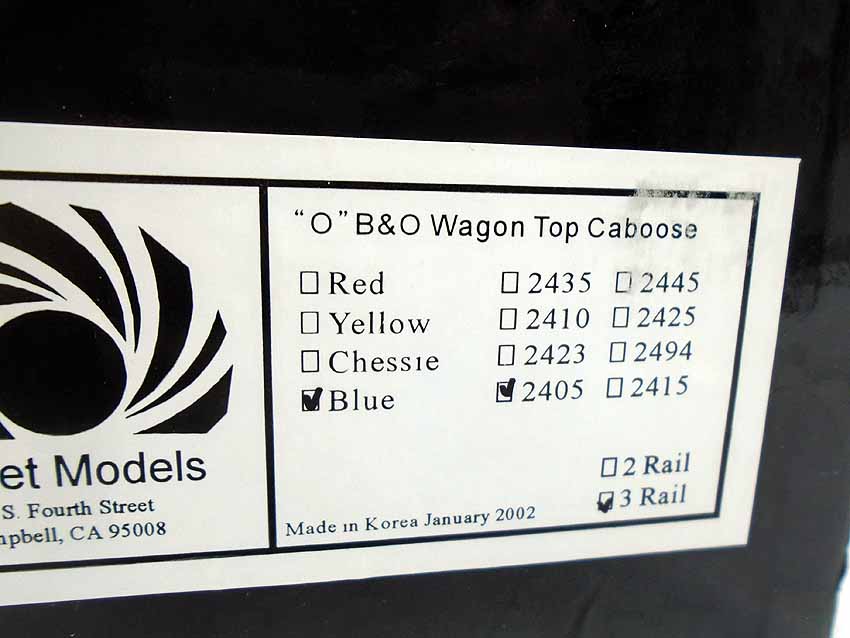 et Models
S. Fourth Street
mpbell, CA 95008
"O" B&O Wagon Top Caboose
Red 2435 2445
Yellow 2410 2425
Chessie 2423 2494
Blue 2405 2415
2 Rail
3 Rail
Made in Korea January 2002